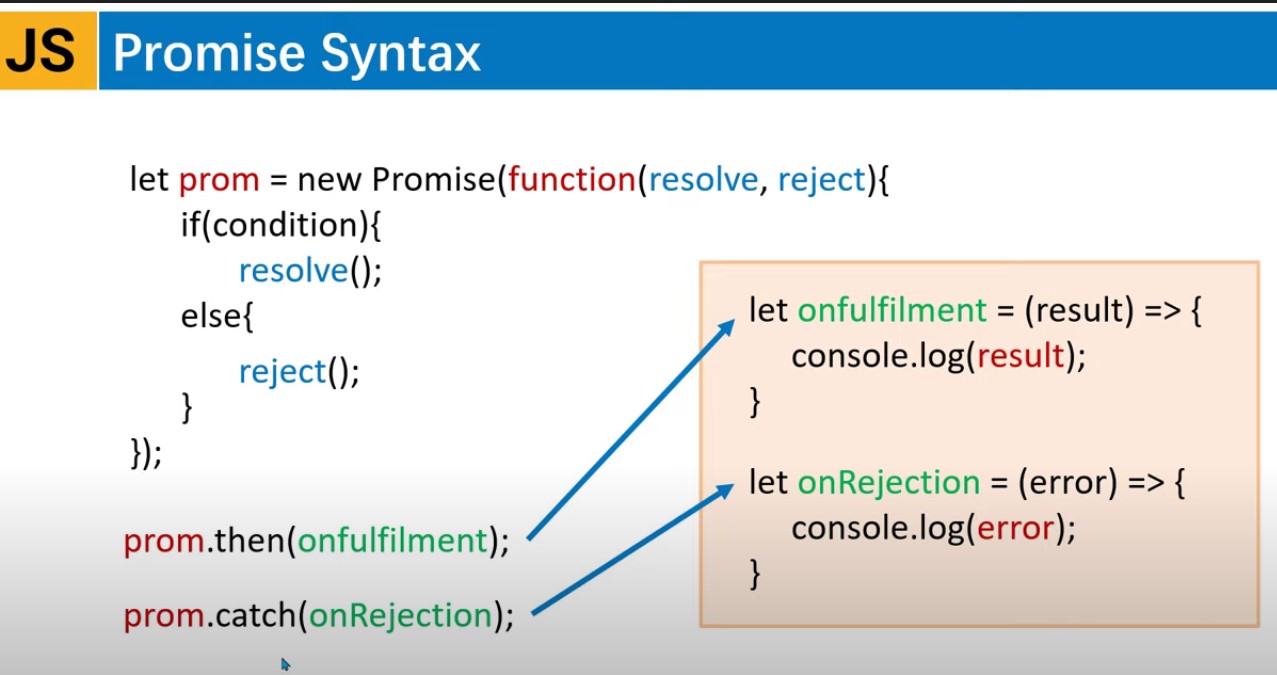 JS Promise Syntax
let prom = new Promise(function(resolve, reject){
if(condition){
resolve();
else{
reject();
}
});
prom.then(onfulfilment);
prom.catch(onRejection);
let onfulfilment = (result) => {
console.log(result);
}
let onRejection = (error) => {
console.log(error);
}